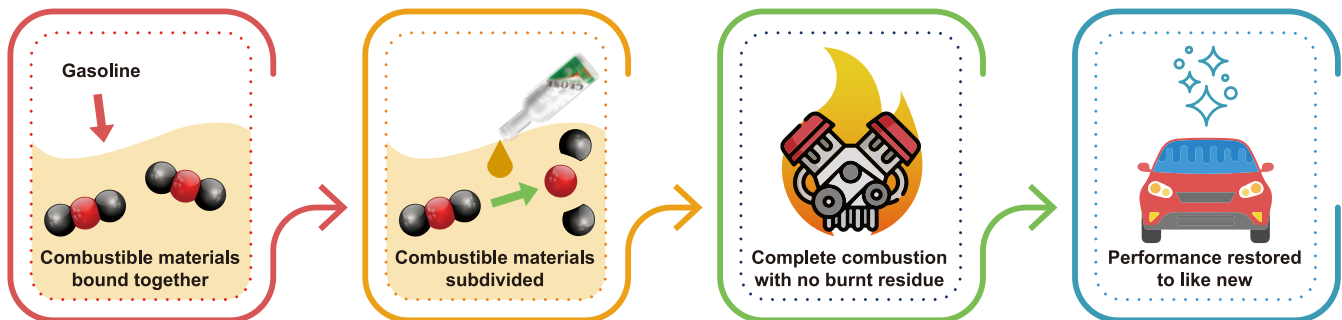 Gasoline
Combustible materials
bound together
Combustible materials
subdivided
Complete combustion
with no burnt residue
Performance restored
to like new